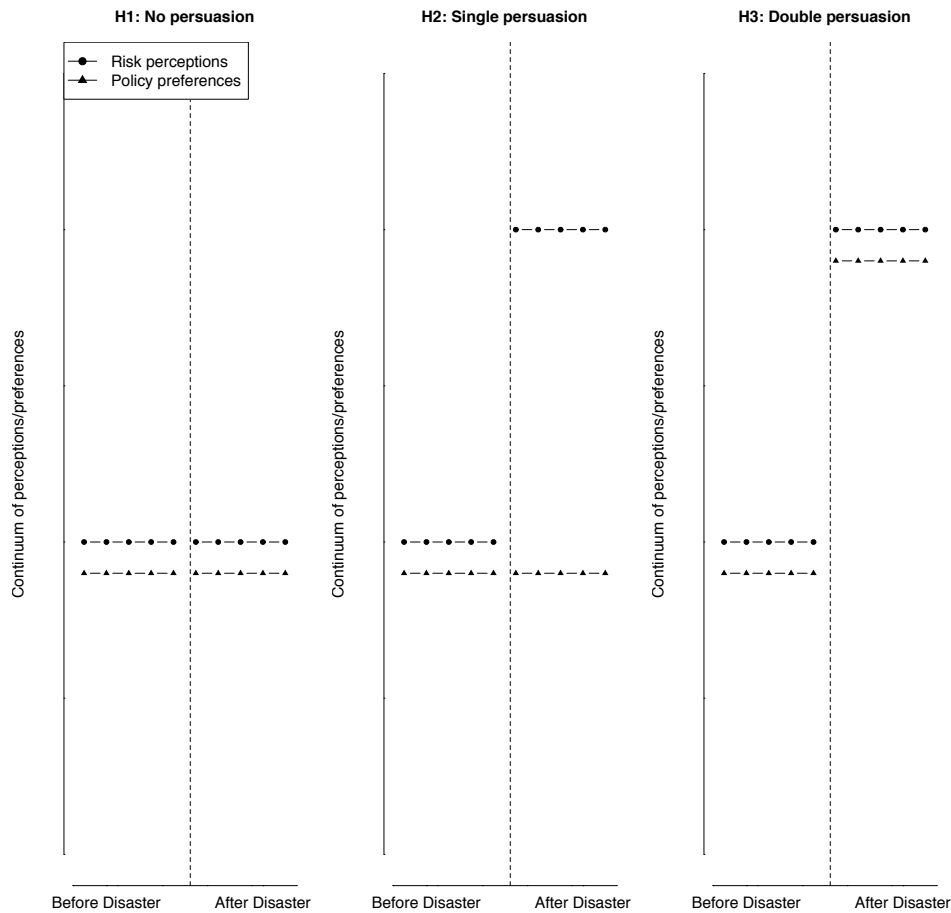 H1: No persuasion
Risk perceptions
Policy preferences
Continuum of perceptions/preferences
Before Disaster
After Disaster
H2: Single persuasion
Continuum of perceptions/preferences
Before Disaster
After Disaster
H3: Double persuasion
Continuum of perceptions/preferences
Before Disaster
After Disaster